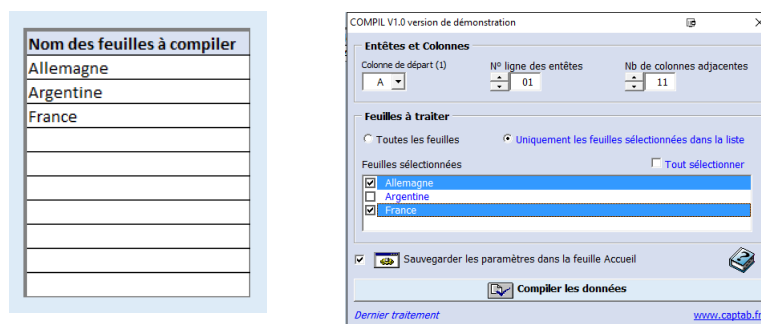 Nom des feuilles à compiler
Allemagne
Argentine
France
COMPIL V1.0 version de démonstration
Entêtes et Colonnes
Colonne de départ (1) N° ligne des entêtes Nb de colonnes adjacentes
A 01 11
Feuilles à traiter
Toutes les feuilles Uniquement les feuilles sélectionnées dans la liste
Feuilles sélectionnées Tout sélectionner
Allemagne
Argentine
France
Sauvegarder les paramètres dans la feuille Accueil
Compiler les données
Dernier traitement www.captab.fr